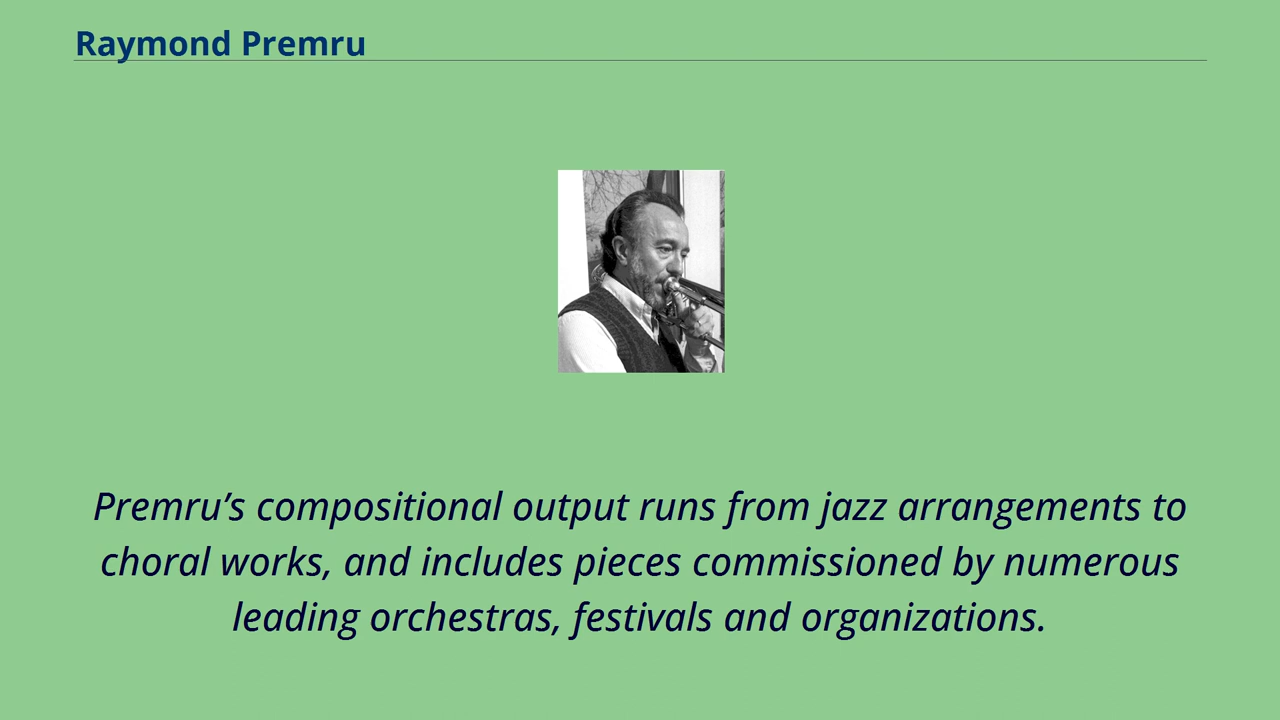 Raymond Premru
Premru’s compositional output runs from jazz arrangements to
choral works, and includes pieces commissioned by numerous
leading orchestras, festivals and organizations.